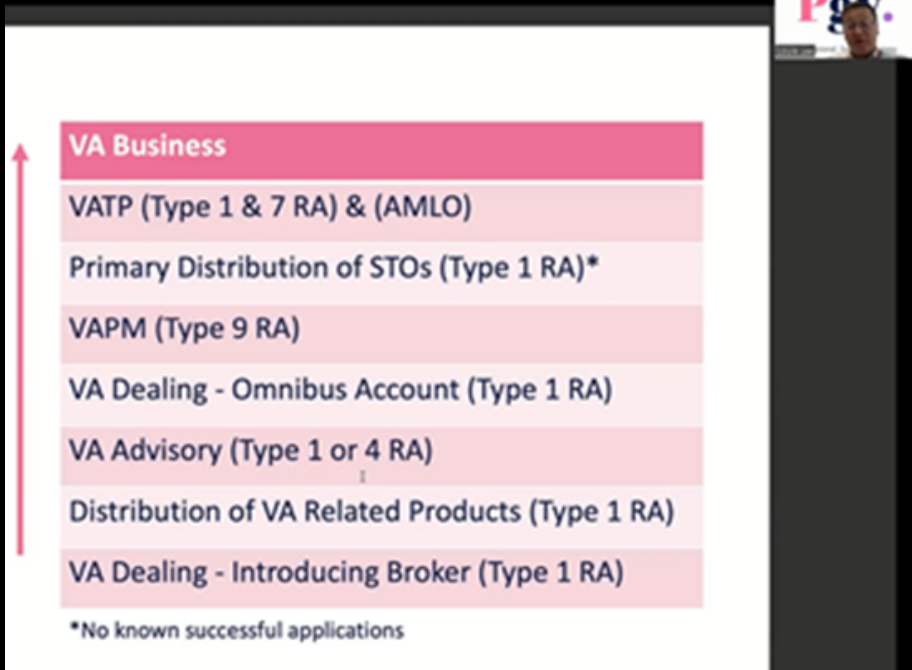 VA Business
VATP (Type 1 & 7 RA) & (AMLO)
Primary Distribution of STOs (Type 1 RA)*
VAPM (Type 9 RA)
VA Dealing - Omnibus Account (Type 1 RA)
VA Advisory (Type 1 or 4 RA)
Distribution of VA Related Products (Type 1 RA)
VA Dealing - Introducing Broker (Type 1 RA)
*No known successful applications